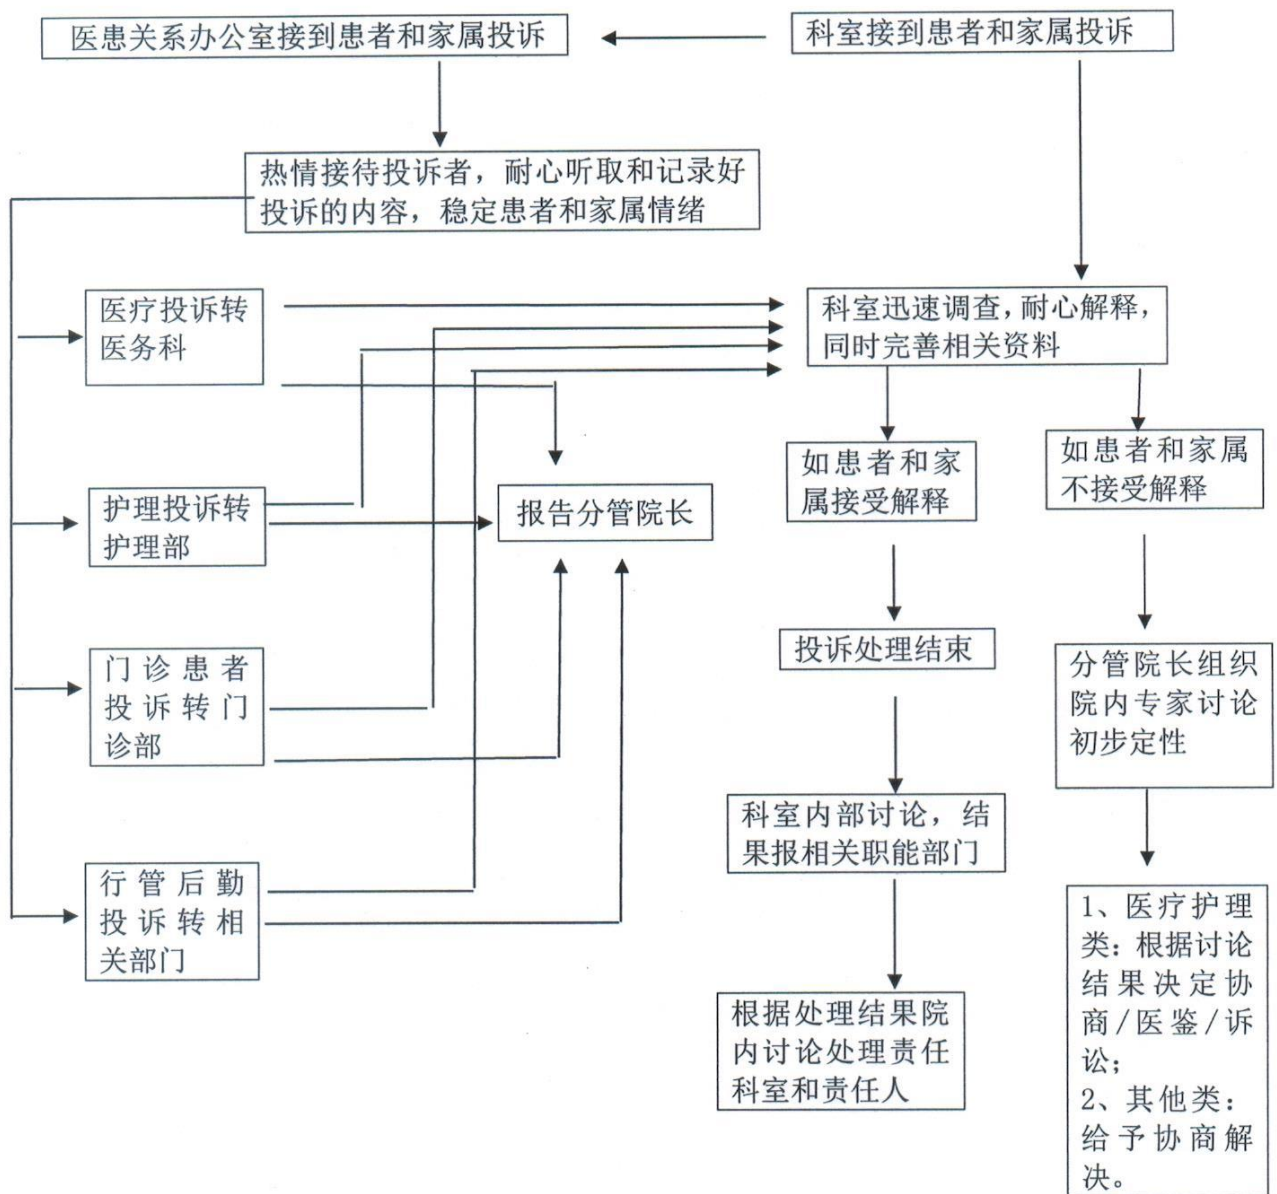 医患关系办公室接到患者和家属投诉
科室接到患者和家属投诉
热情接待投诉者，耐心听取和记录好
投诉的内容，稳定患者和家属情绪
医疗投诉转
医务科
科室迅速调查，耐心解释，
同时完善相关资料
如患者和家
属接受解释
如患者和家属
不接受解释
护理投诉转
护理部
报告分管院长
门诊患者
投诉转门
诊部
投诉处理结束
分管院长组织
院内专家讨论
初步定性
科室内部讨论，结
果报相关职能部门
行管后勤
投诉转相
关部门
1、医疗护理
类：根据讨论
结果决定协
商/医鉴/诉
讼；
2、其他类：
给予协商解
决。
根据处理结果院
内讨论处理责任
科室和责任人